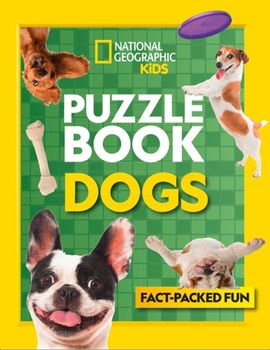 NATIONAL
GEOGRAPHIC
KiDS
PUZZLE
BOOK
DOGS
FACT-PACKED FUN